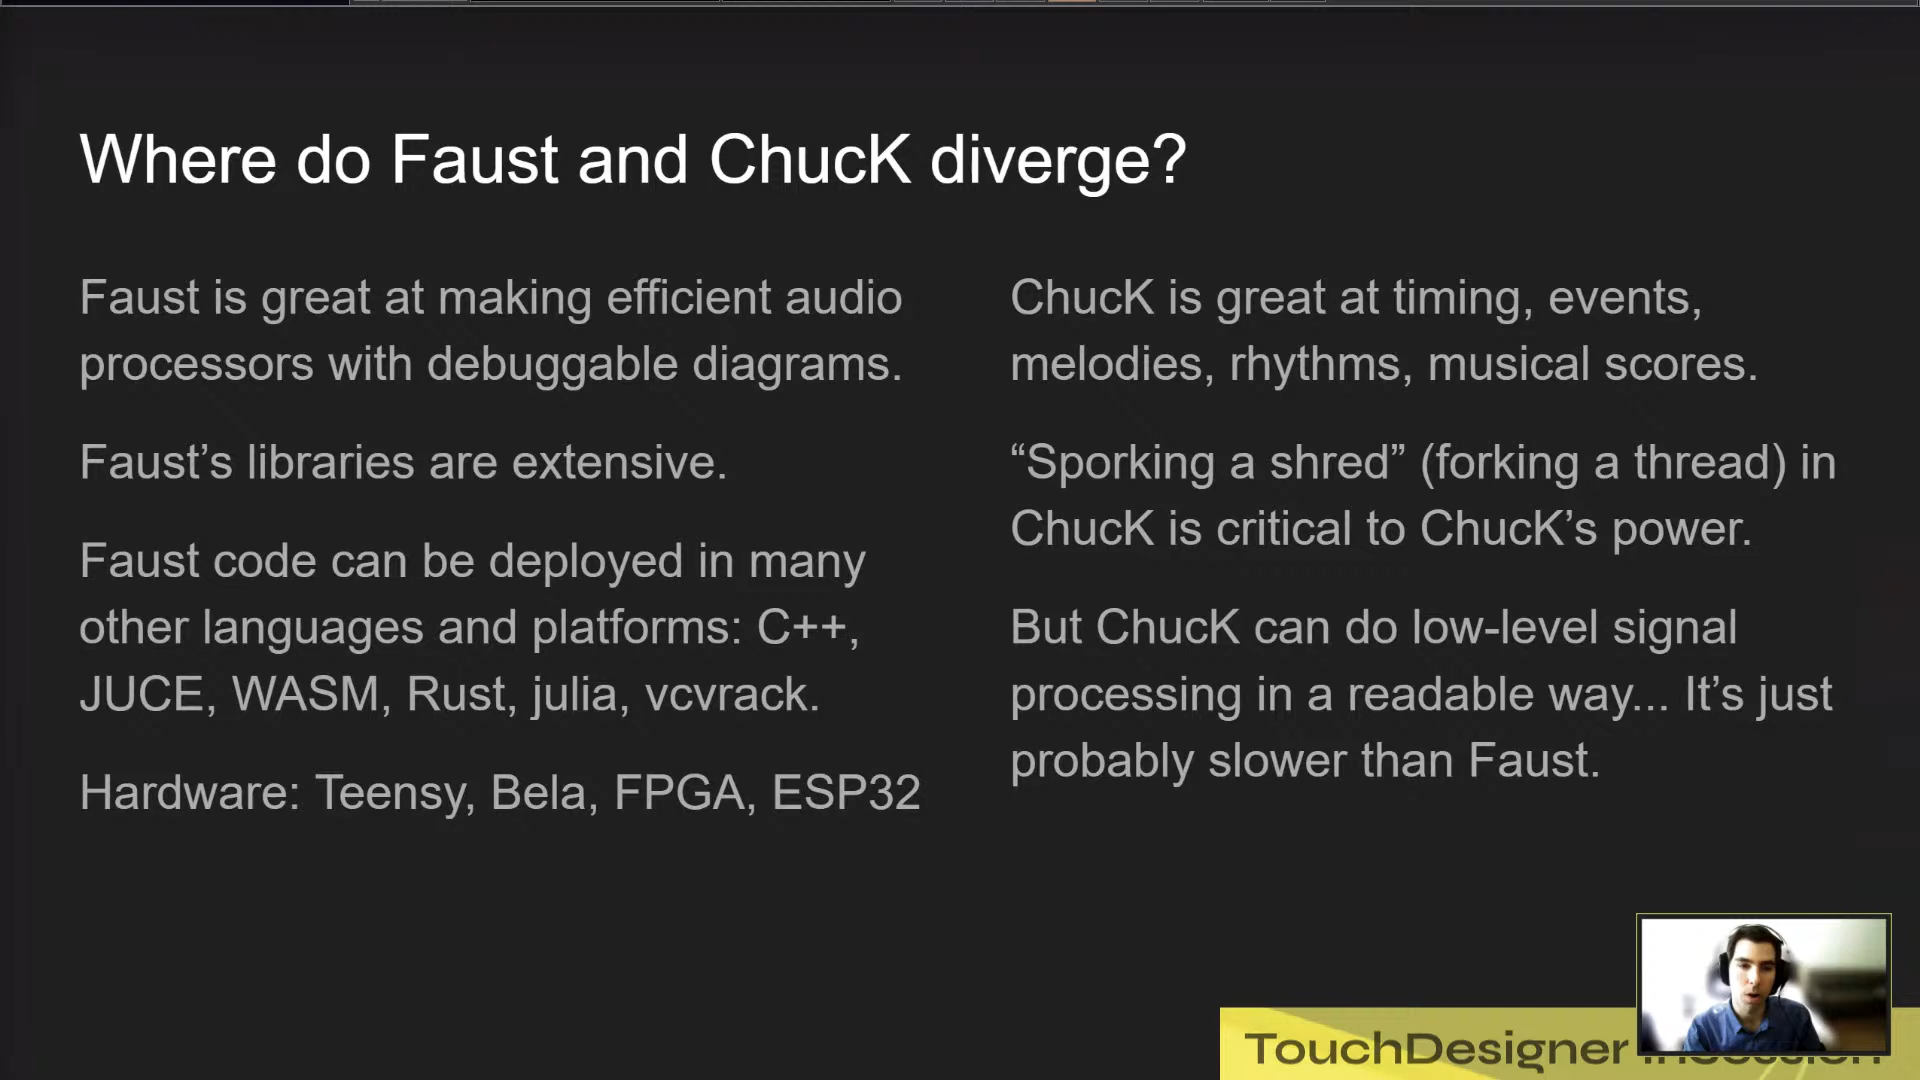 Where do Faust and ChucK diverge?
Faust is great at making efficient audio
processors with debuggable diagrams.
Faust’s libraries are extensive.
Faust code can be deployed in many
other languages and platforms: C++,
JUCE, WASM, Rust, julia, vcvrack.
Hardware: Teensy, Bela, FPGA, ESP32
ChucK is great at timing, events,
melodies, rhythms, musical scores.
“Sporking a shred” (forking a thread) in
ChucK is critical to ChucK’s power.
But ChucK can do low-level signal
processing in a readable way... It’s just
probably slower than Faust.
TouchDesigner